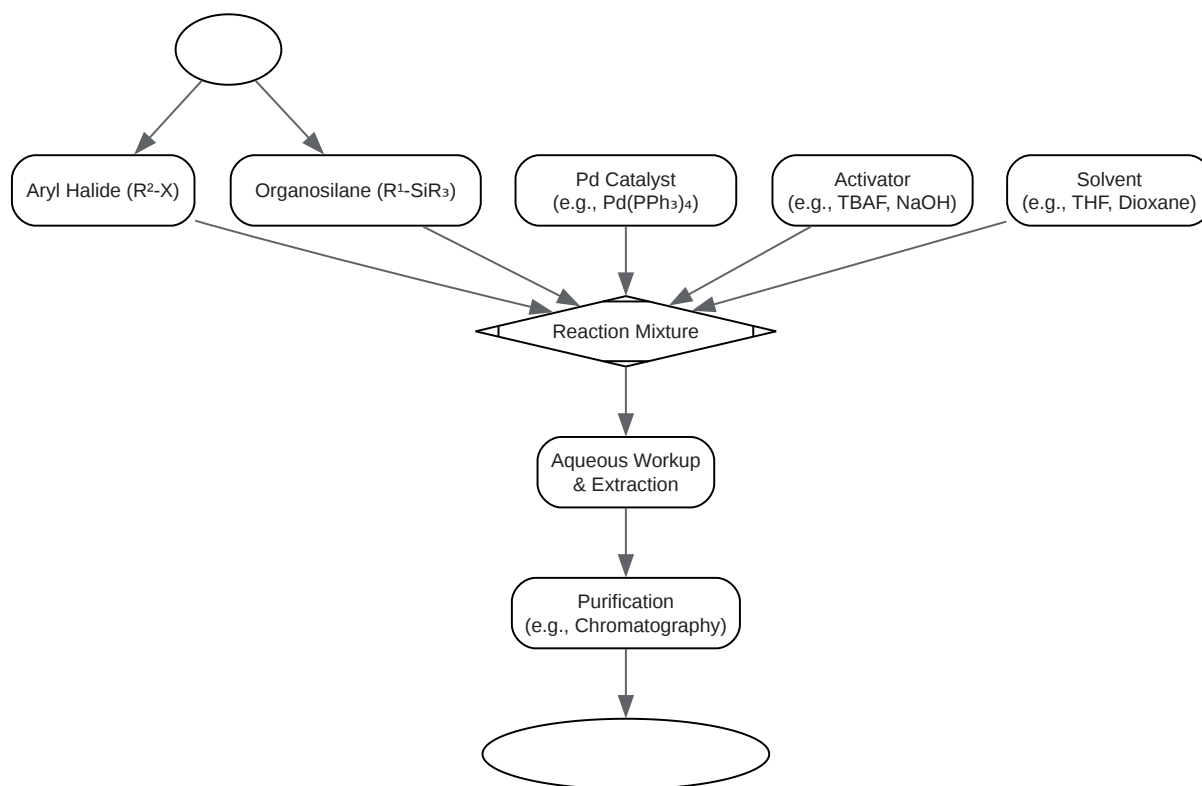 Aryl Halide (R²-X)
Organosilane (R¹-SiR₃)
Pd Catalyst
(e.g., Pd(PPh₃)₄)
Activator
(e.g., TBAF, NaOH)
Solvent
(e.g., THF, Dioxane)
Reaction Mixture
Aqueous Workup
& Extraction
Purification
(e.g., Chromatography)